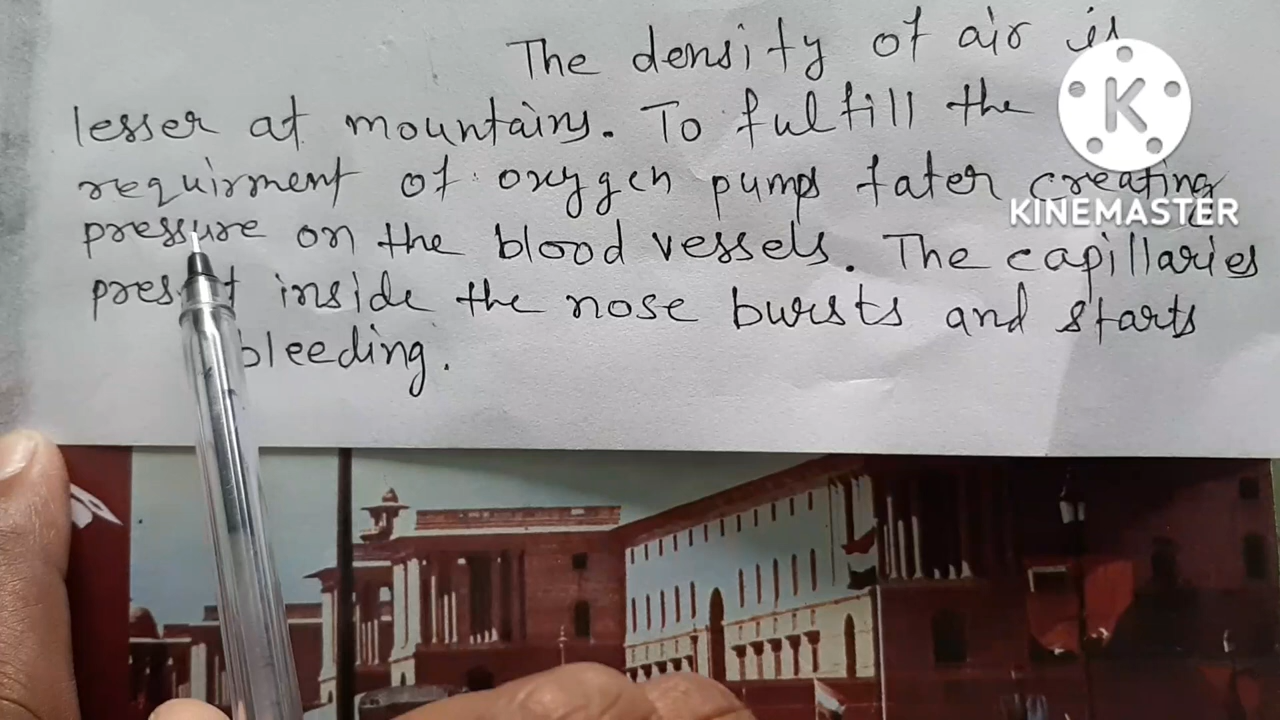 The density of air is
lesser at mountains. To fulfill the
requirment of oxygen pumps fater creating
pressure on the blood vessels. The capillaries
present inside the nose bursts and starts
bleeding.
K
KINEMASTER